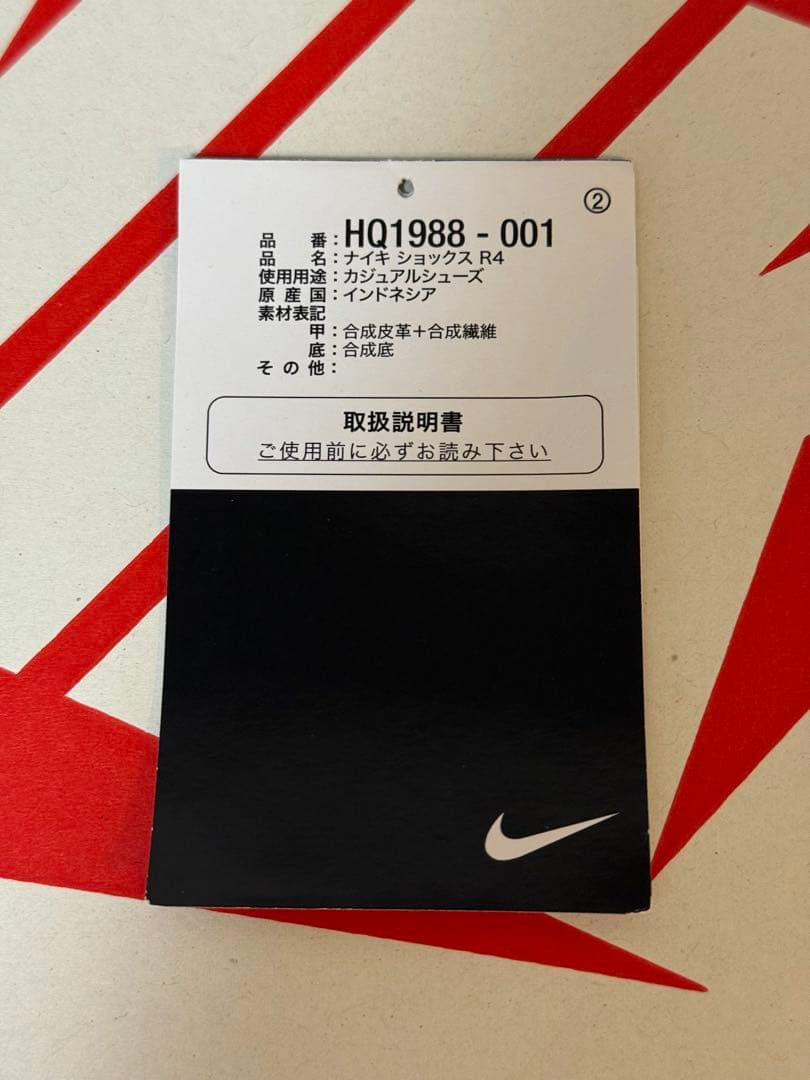 ②
品番：HQ1988 - 001
品名：ナイキ ショックス R4
使用用途：カジュアルシューズ
原産国：インドネシア
素材表記
甲：合成皮革＋合成繊維
底：合成底
その他：
取扱説明書
ご使用前に必ずお読み下さい